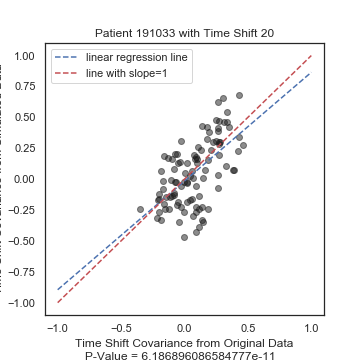 Patient 191033 with Time Shift 20
linear regression line
line with slope=1
1.00
0.75
0.50
0.25
0.00
−0.25
−0.50
−0.75
−1.00
−1.0 −0.5 0.0 0.5 1.0
Time Shift Covariance from Original Data
P-Value = 6.186896086584777e-11